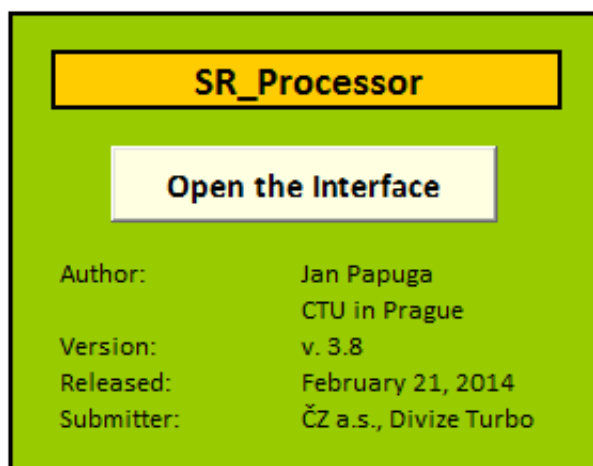 SR_Processor
Open the Interface
Author: Jan Papuga
CTU in Prague
Version: v. 3.8
Released: February 21, 2014
Submitter: ČZ a.s., Divize Turbo